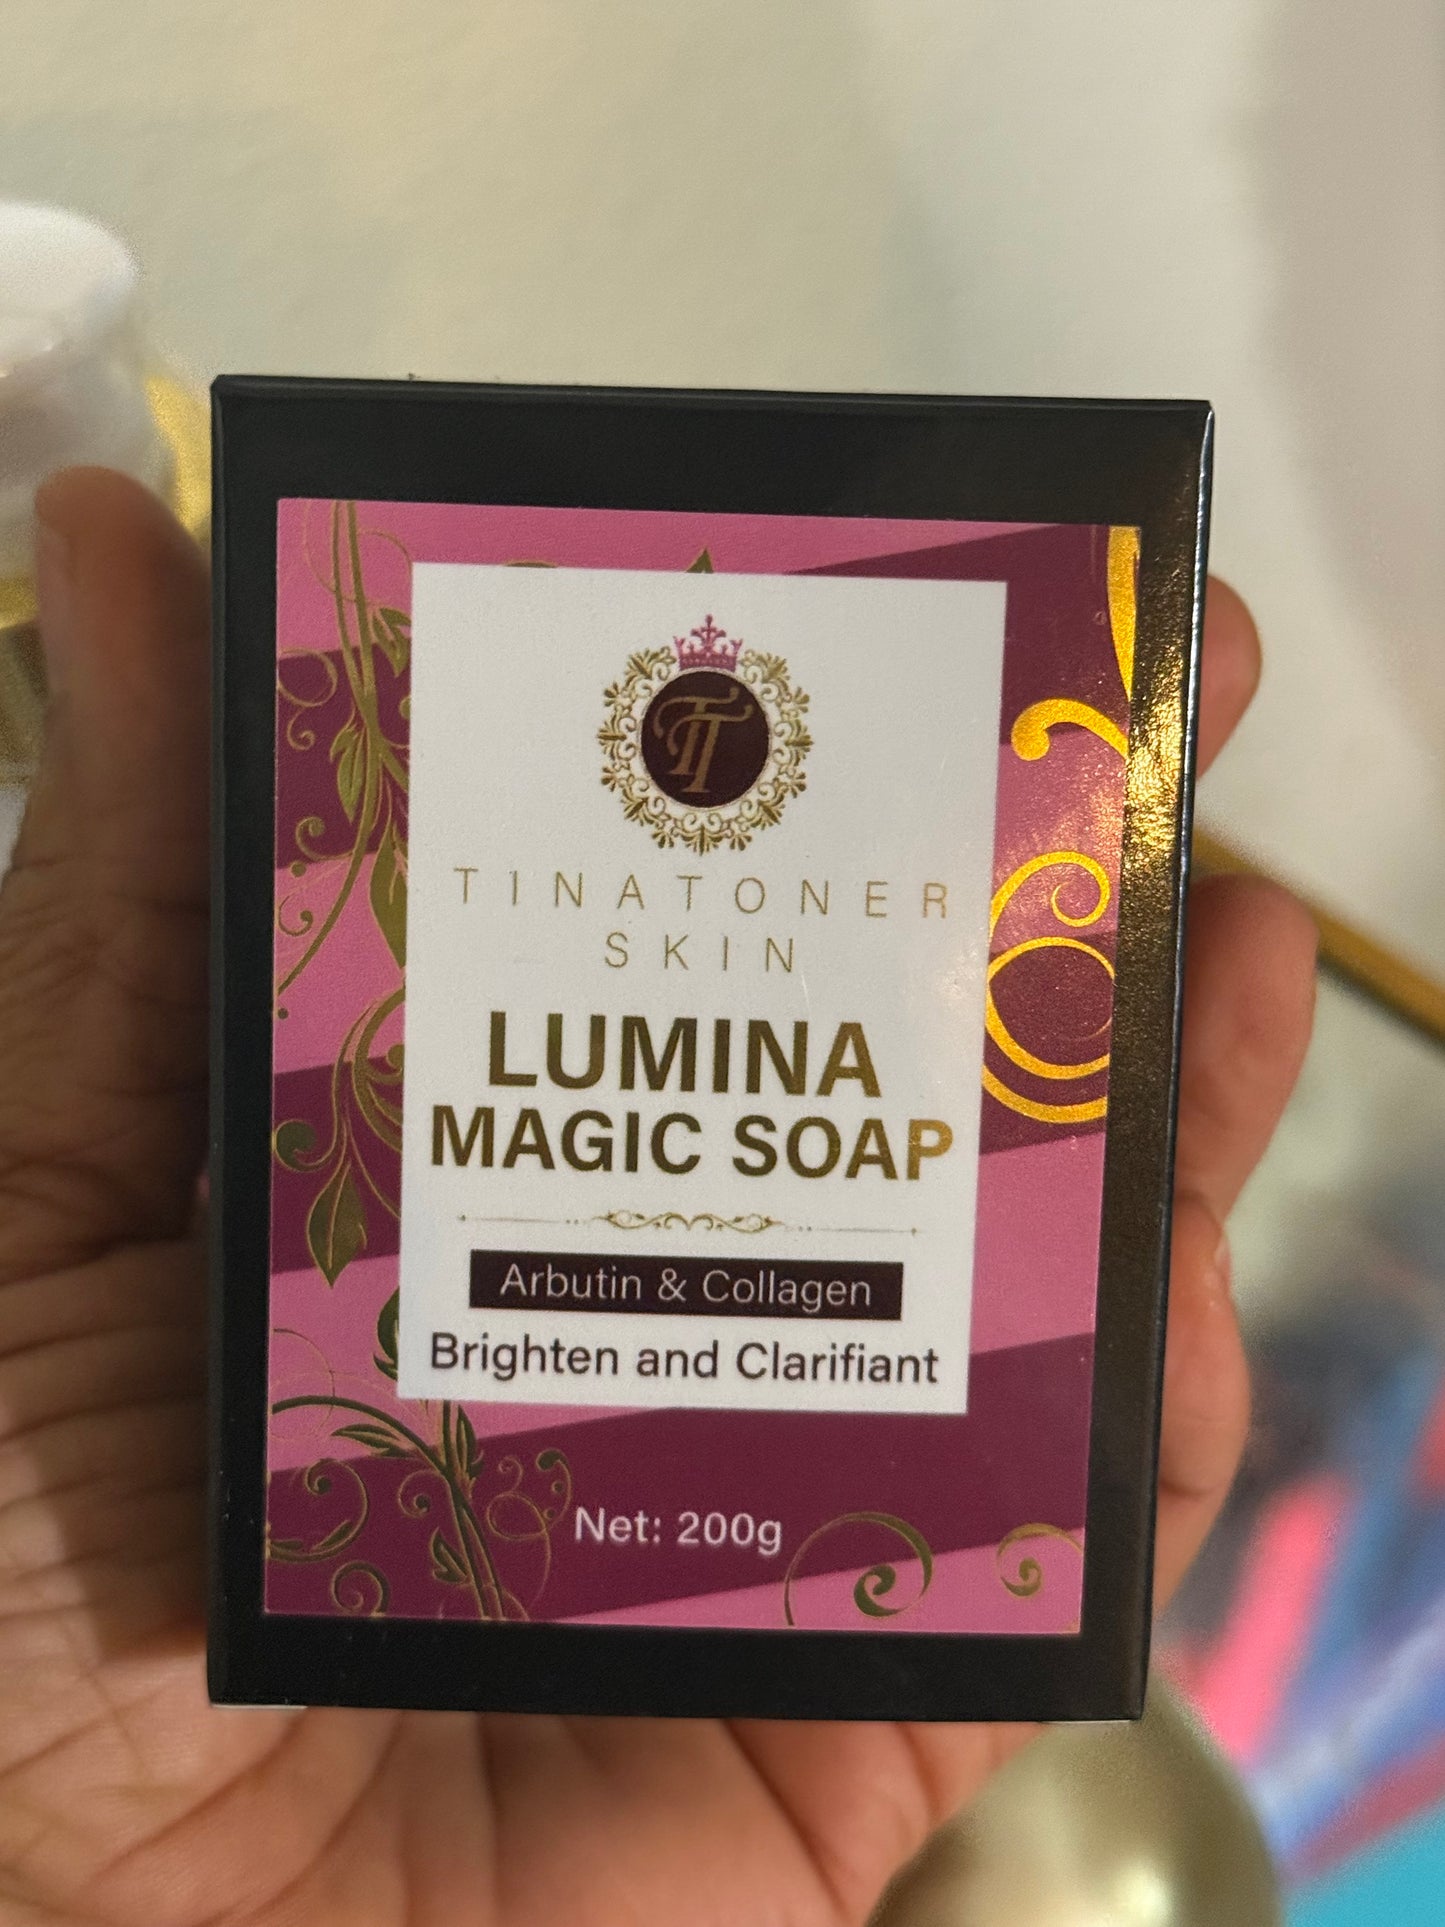 TT
TINATONER
SKIN
LUMINA
MAGIC SOAP
Arbutin & Collagen
Brighten and Clarifiant
Net: 200g